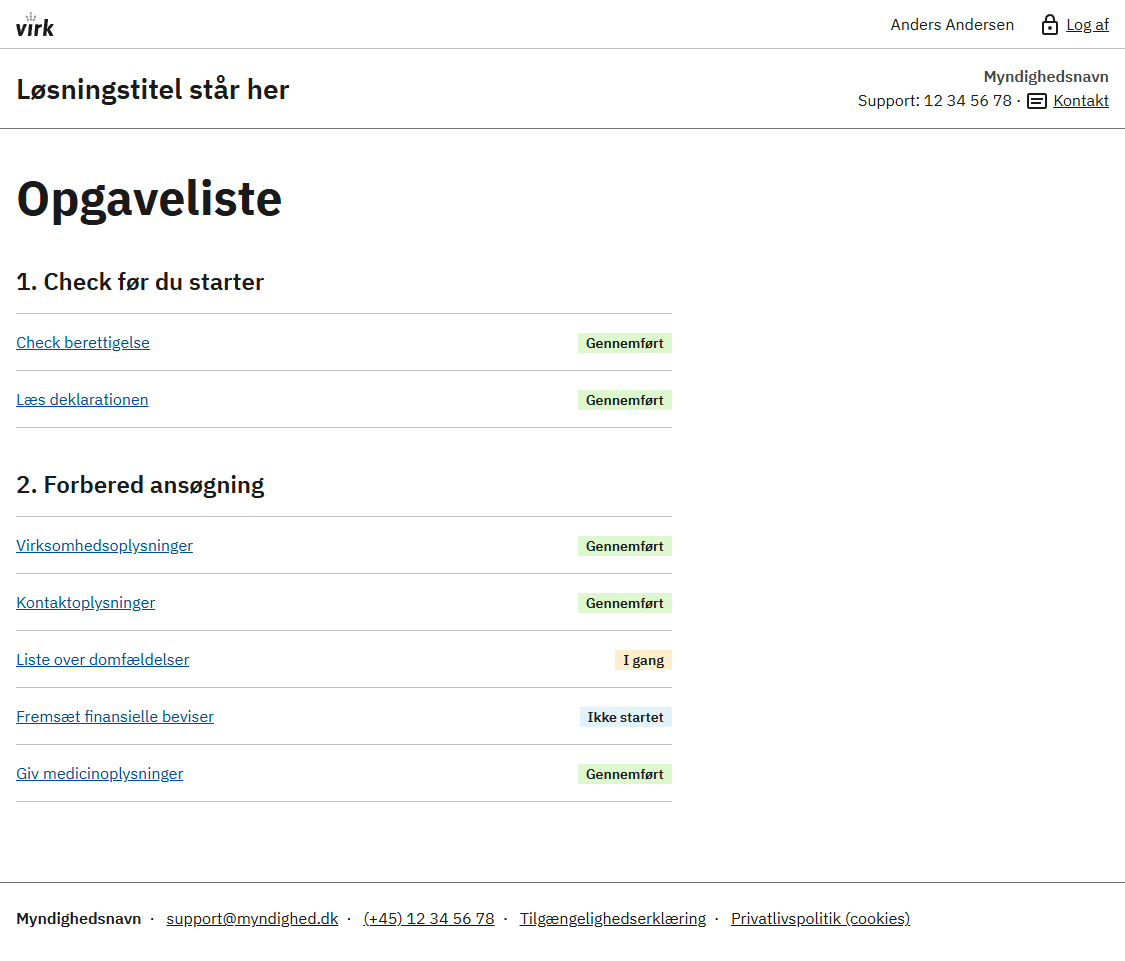 virk
Anders Andersen Log af
Løsningstitel står her
Myndighedsnavn
Support: 12 34 56 78 · Kontakt
Opgaveliste
1. Check før du starter
Check berettigelse Gennemført
Læs deklarationen Gennemført
2. Forbered ansøgning
Virksomhedsoplysninger Gennemført
Kontaktoplysninger Gennemført
Liste over domfældelser I gang
Fremsæt finansielle beviser Ikke startet
Giv medicinoplysninger Gennemført
Myndighedsnavn · support@myndighed.dk · (+45) 12 34 56 78 · Tilgængelighedserklæring · Privatlivspolitik (cookies)